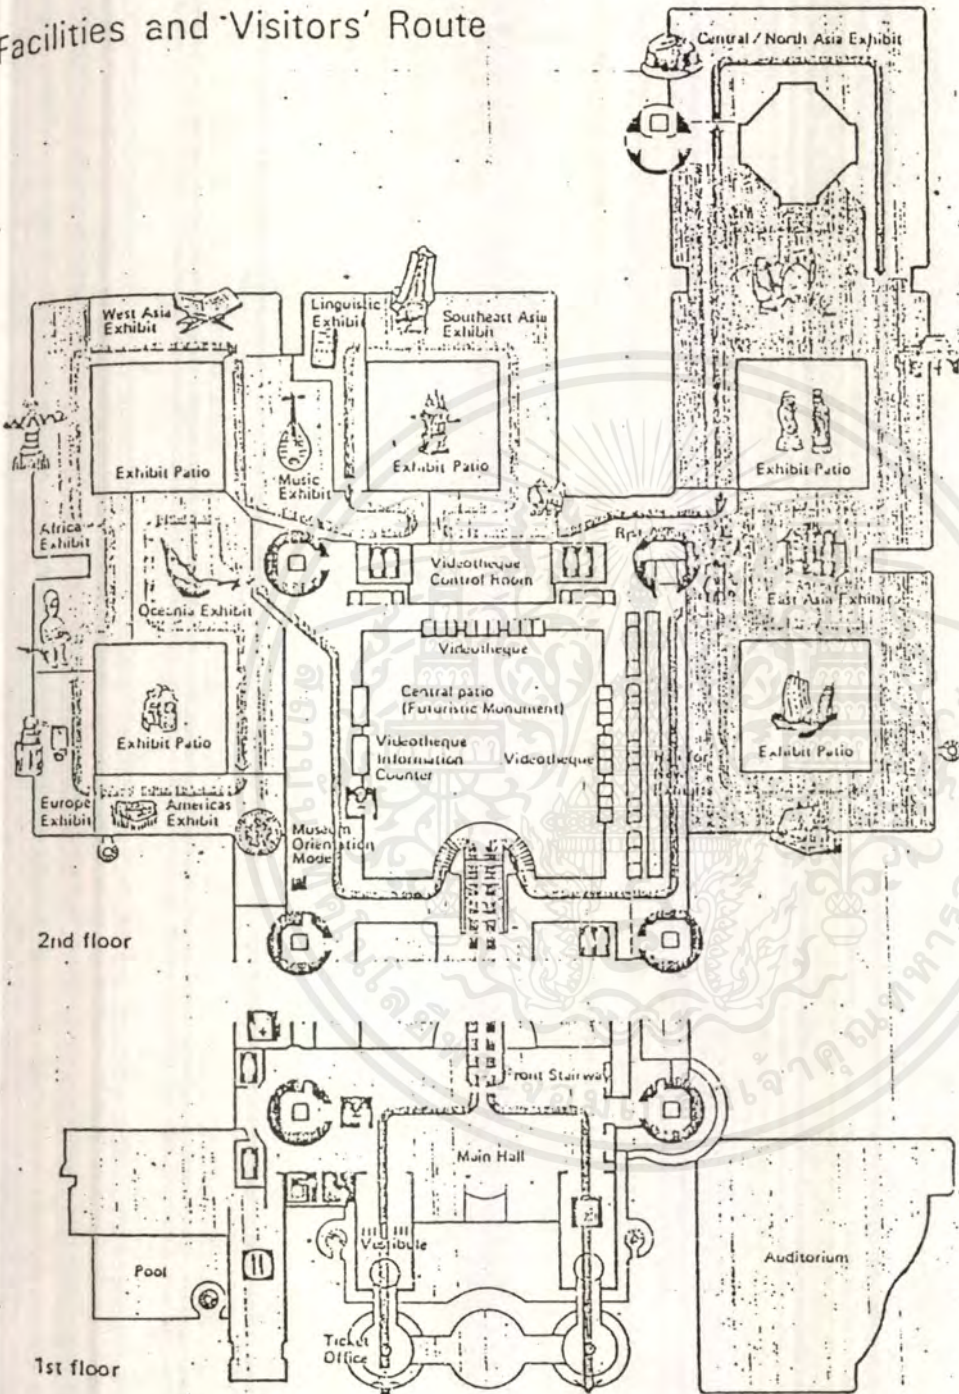 Facilities and Visitors' Route
Central / North Asia Exhibit
West Asia
Exhibit
Linguistic
Exhibit
Southeast Asia
Exhibit
Exhibit Patio
Music
Exhibit
Exhibit Patio
Exhibit Patio
Africa
Exhibit
Oceania Exhibit
Videotheque
Control Room
East Asia Exhibit
Videotheque
Central patio
(Futuristic Monument)
Exhibit Patio
Videotheque
Information
Counter
Videotheque
Exhibit Patio
Europe
Exhibit
Americas
Exhibit
Museum
Orientation
Model
2nd floor
Front Stairway
Main Hall
Vestibule
Pool
Auditorium
Ticket
Office
1st floor